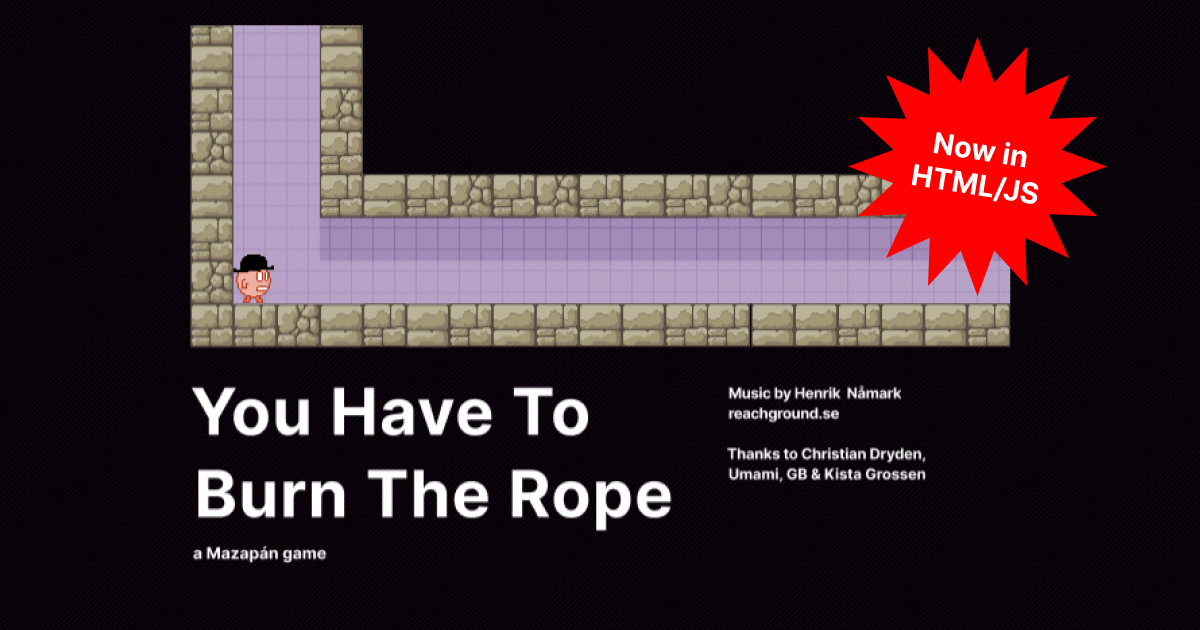 Now in
HTML/JS
You Have To
Burn The Rope
a Mazapán game
Music by Henrik Nåmark
reachground.se
Thanks to Christian Dryden,
Umami, GB & Kista Grossen